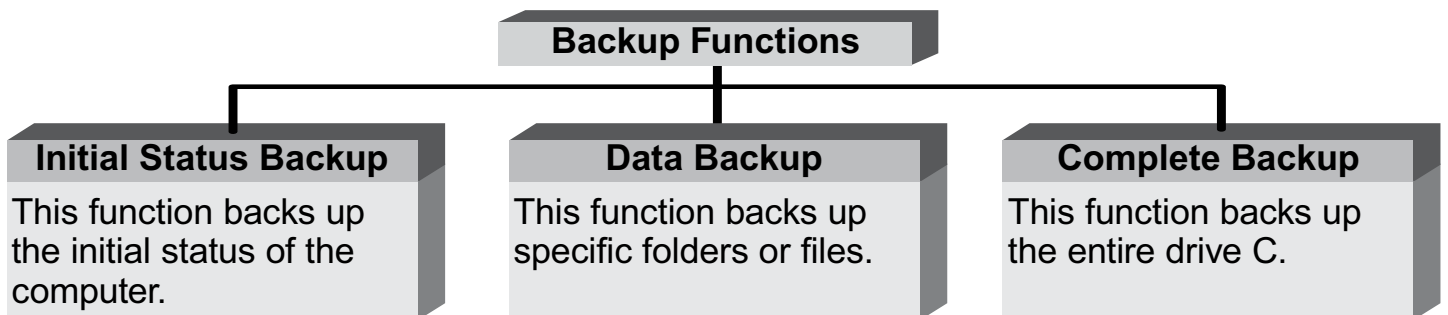 Backup Functions
Initial Status Backup
This function backs up
the initial status of the
computer.
Data Backup
This function backs up
specific folders or files.
Complete Backup
This function backs up
the entire drive C.